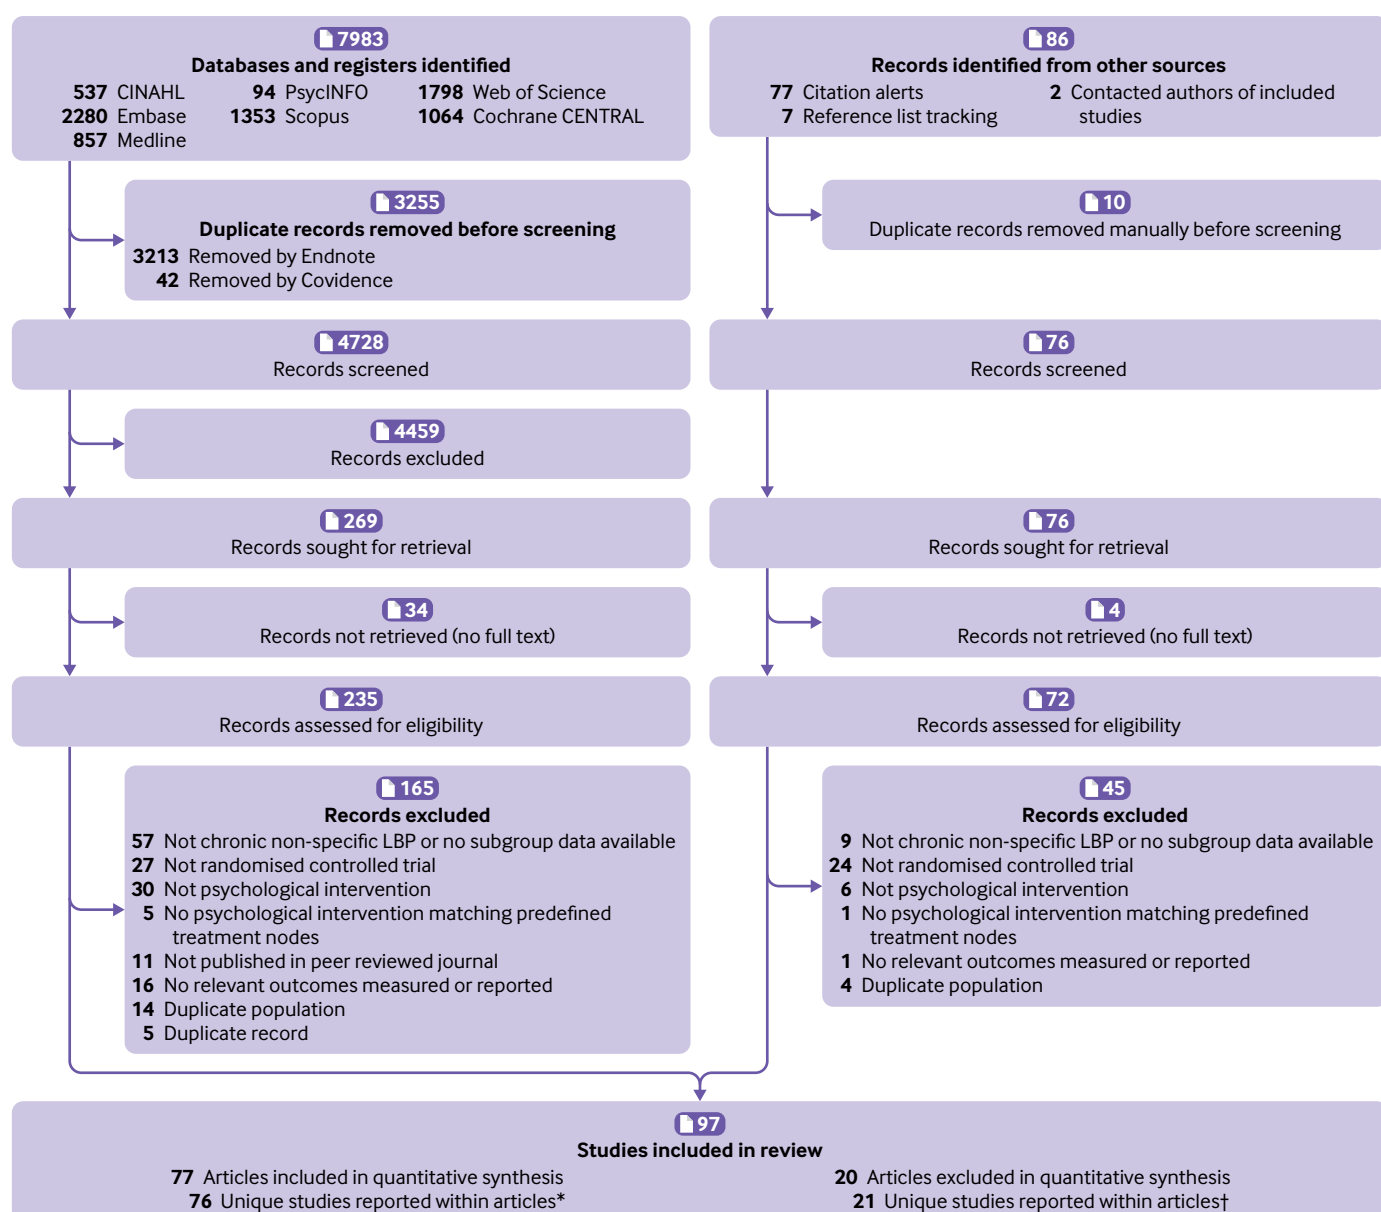 7983
Databases and registers identified
537 CINAHL 94 PsycINFO 1798 Web of Science
2280 Embase 1353 Scopus 1064 Cochrane CENTRAL
857 Medline
86
Records identified from other sources
77 Citation alerts 2 Contacted authors of included
7 Reference list tracking studies
3255
Duplicate records removed before screening
3213 Removed by Endnote
42 Removed by Covidence
10
Duplicate records removed manually before screening
4728
Records screened
76
Records screened
4459
Records excluded
269
Records sought for retrieval
76
Records sought for retrieval
34
Records not retrieved (no full text)
4
Records not retrieved (no full text)
235
Records assessed for eligibility
72
Records assessed for eligibility
165
Records excluded
57 Not chronic non-specific LBP or no subgroup data available
27 Not randomised controlled trial
30 Not psychological intervention
5 No psychological intervention matching predefined
treatment nodes
11 Not published in peer reviewed journal
16 No relevant outcomes measured or reported
14 Duplicate population
5 Duplicate record
45
Records excluded
9 Not chronic non-specific LBP or no subgroup data available
24 Not randomised controlled trial
6 Not psychological intervention
1 No psychological intervention matching predefined
treatment nodes
1 No relevant outcomes measured or reported
4 Duplicate population
97
Studies included in review
77 Articles included in quantitative synthesis
76 Unique studies reported within articles*
20 Articles excluded in quantitative synthesis
21 Unique studies reported within articles†